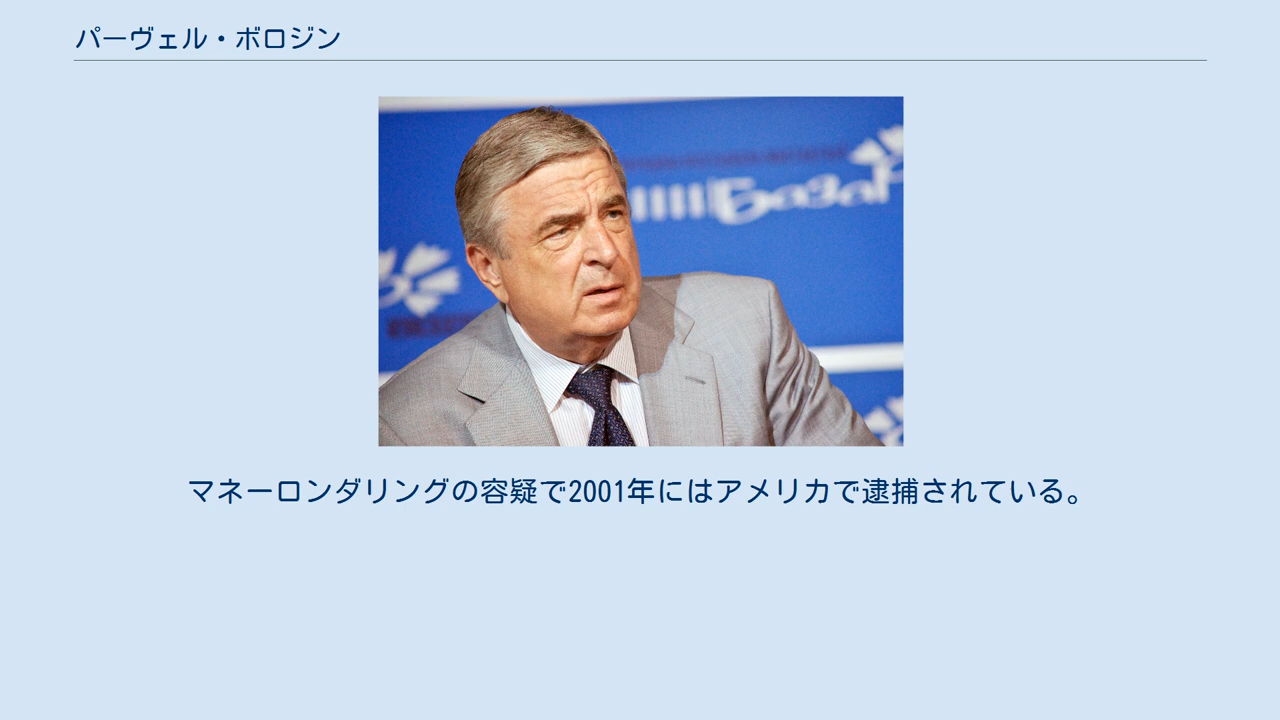 パーヴェル・ボロジン
Базар
マネーロンダリングの容疑で2001年にはアメリカで逮捕されている。